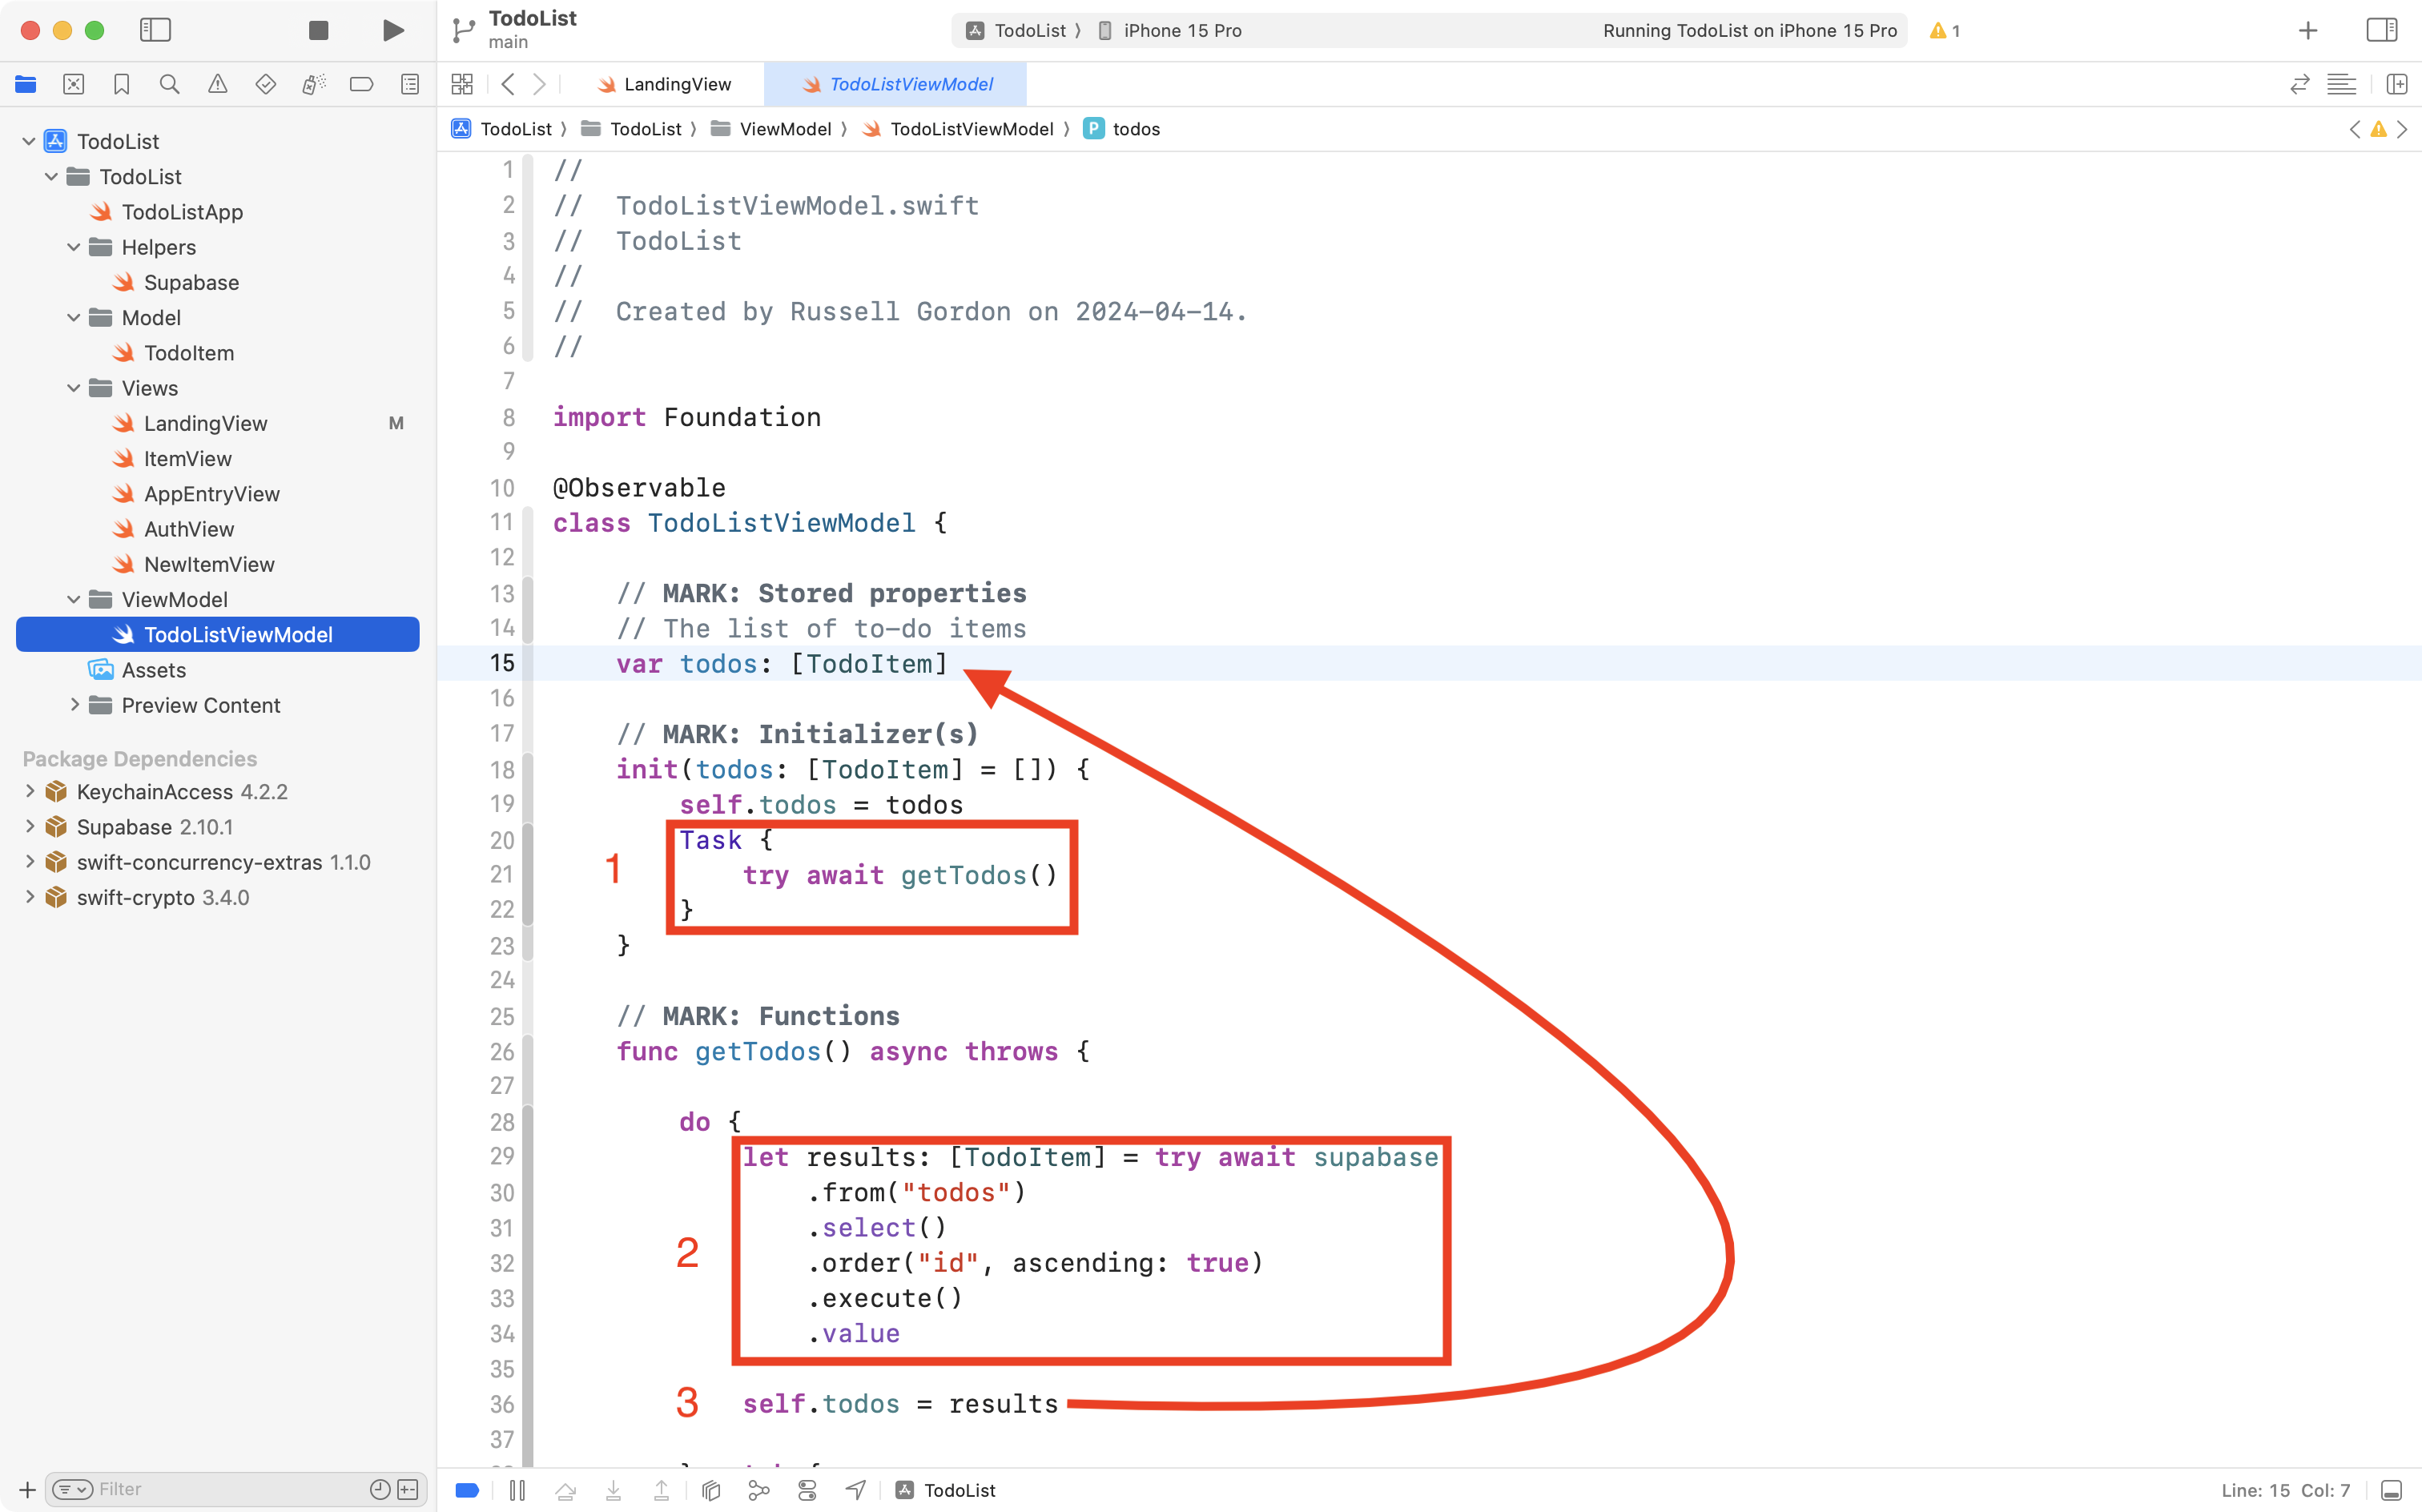 TodoList
main
TodoList ⟩ iPhone 15 Pro
Running TodoList on iPhone 15 Pro
1
LandingView
TodoListViewModel
TodoList ⟩ TodoList ⟩ ViewModel ⟩ TodoListViewModel ⟩ P todos
TodoList
TodoList
TodoListApp
Helpers
Supabase
Model
TodoItem
Views
LandingView M
ItemView
AppEntryView
AuthView
NewItemView
ViewModel
TodoListViewModel
Assets
Preview Content
Package Dependencies
KeychainAccess 4.2.2
Supabase 2.10.1
swift-concurrency-extras 1.1.0
swift-crypto 3.4.0
Filter
1 //
2 //  TodoListViewModel.swift
3 //  TodoList
4 //
5 //  Created by Russell Gordon on 2024-04-14.
6 //
7
8 import Foundation
9
10 @Observable
11 class TodoListViewModel {
12
13     // MARK: Stored properties
14     // The list of to-do items
15     var todos: [TodoItem]
16
17     // MARK: Initializer(s)
18     init(todos: [TodoItem] = []) {
19         self.todos = todos
20         Task {
1
21             try await getTodos()
22         }
23     }
24
25     // MARK: Functions
26     func getTodos() async throws {
27
28         do {
29             let results: [TodoItem] = try await supabase
30                 .from("todos")
31                 .select()
2
32                 .order("id", ascending: true)
33                 .execute()
34                 .value
35
3
36             self.todos = results
37
TodoList
Line: 15 Col: 7